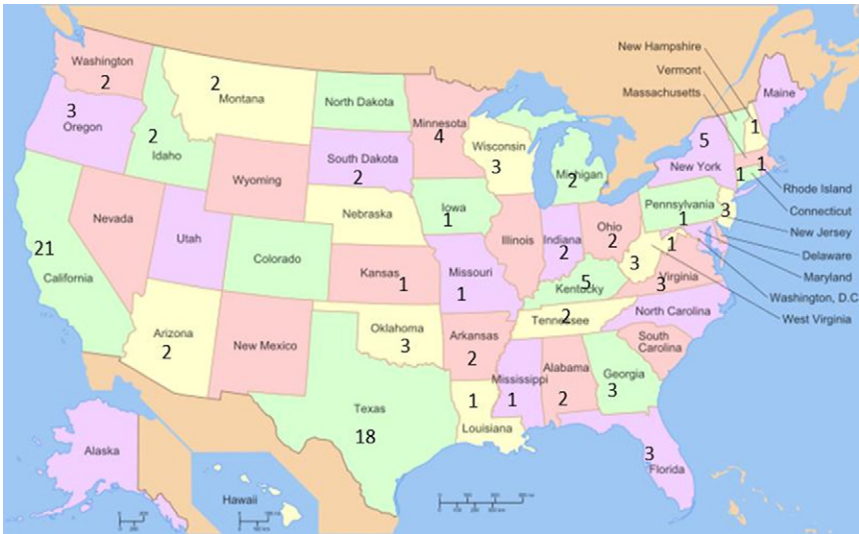 New Hampshire
Vermont
Massachusetts
Maine
Washington
2
2
Montana
North Dakota
Minnesota
4
3
Oregon
2
Idaho
Wisconsin
3
1
5
New York
1
1
South Dakota
2
Michigan
2
Wyoming
Rhode Island
Connecticut
New Jersey
Delaware
Maryland
Washington, D.C
West Virginia
Nebraska
Iowa
1
Pennsylvania
1
3
Nevada
Utah
Colorado
Illinois
Indiana
2
Ohio
2
1
21
California
Kansas
1
Missouri
1
5
Kentucky
3
Virginia
3
Arizona
2
New Mexico
Oklahoma
3
Arkansas
2
Tennessee
2
North Carolina
South
Carolina
Mississippi
1
Alabama
2
Georgia
3
Texas
18
1
Louisiana
3
Florida
Alaska
Hawaii